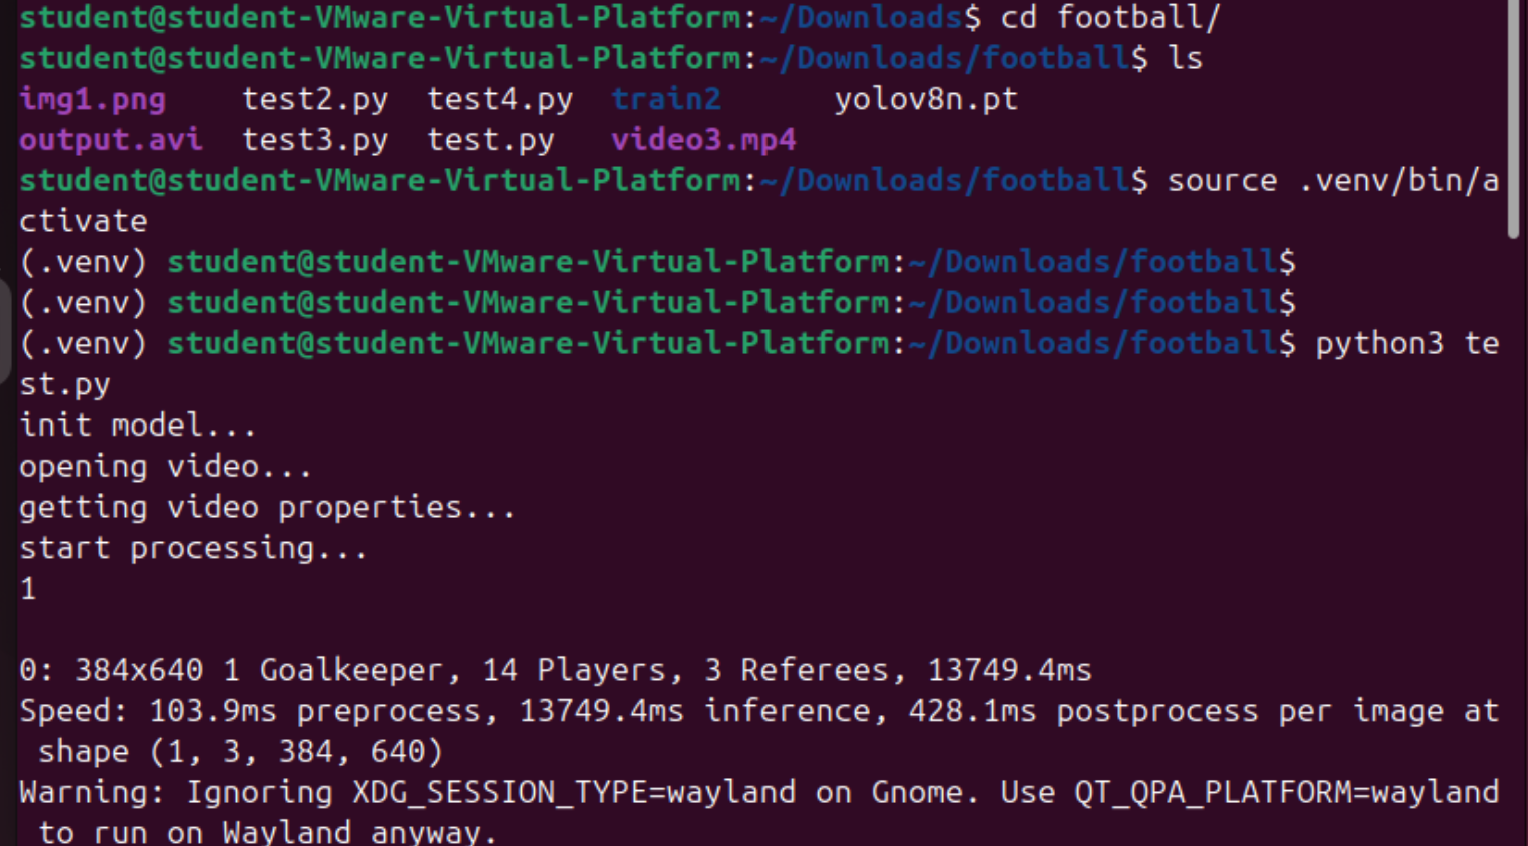 student@student-VMware-Virtual-Platform:~/Downloads$ cd football/
student@student-VMware-Virtual-Platform:~/Downloads/football$ ls
img1.png    test2.py  test4.py  train2      yolov8n.pt
output.avi  test3.py  test.py   video3.mp4
student@student-VMware-Virtual-Platform:~/Downloads/football$ source .venv/bin/a
ctivate
(.venv) student@student-VMware-Virtual-Platform:~/Downloads/football$
(.venv) student@student-VMware-Virtual-Platform:~/Downloads/football$
(.venv) student@student-VMware-Virtual-Platform:~/Downloads/football$ python3 te
st.py
init model...
opening video...
getting video properties...
start processing...
1

0: 384x640 1 Goalkeeper, 14 Players, 3 Referees, 13749.4ms
Speed: 103.9ms preprocess, 13749.4ms inference, 428.1ms postprocess per image at
 shape (1, 3, 384, 640)
Warning: Ignoring XDG_SESSION_TYPE=wayland on Gnome. Use QT_QPA_PLATFORM=wayland
 to run on Wayland anyway.